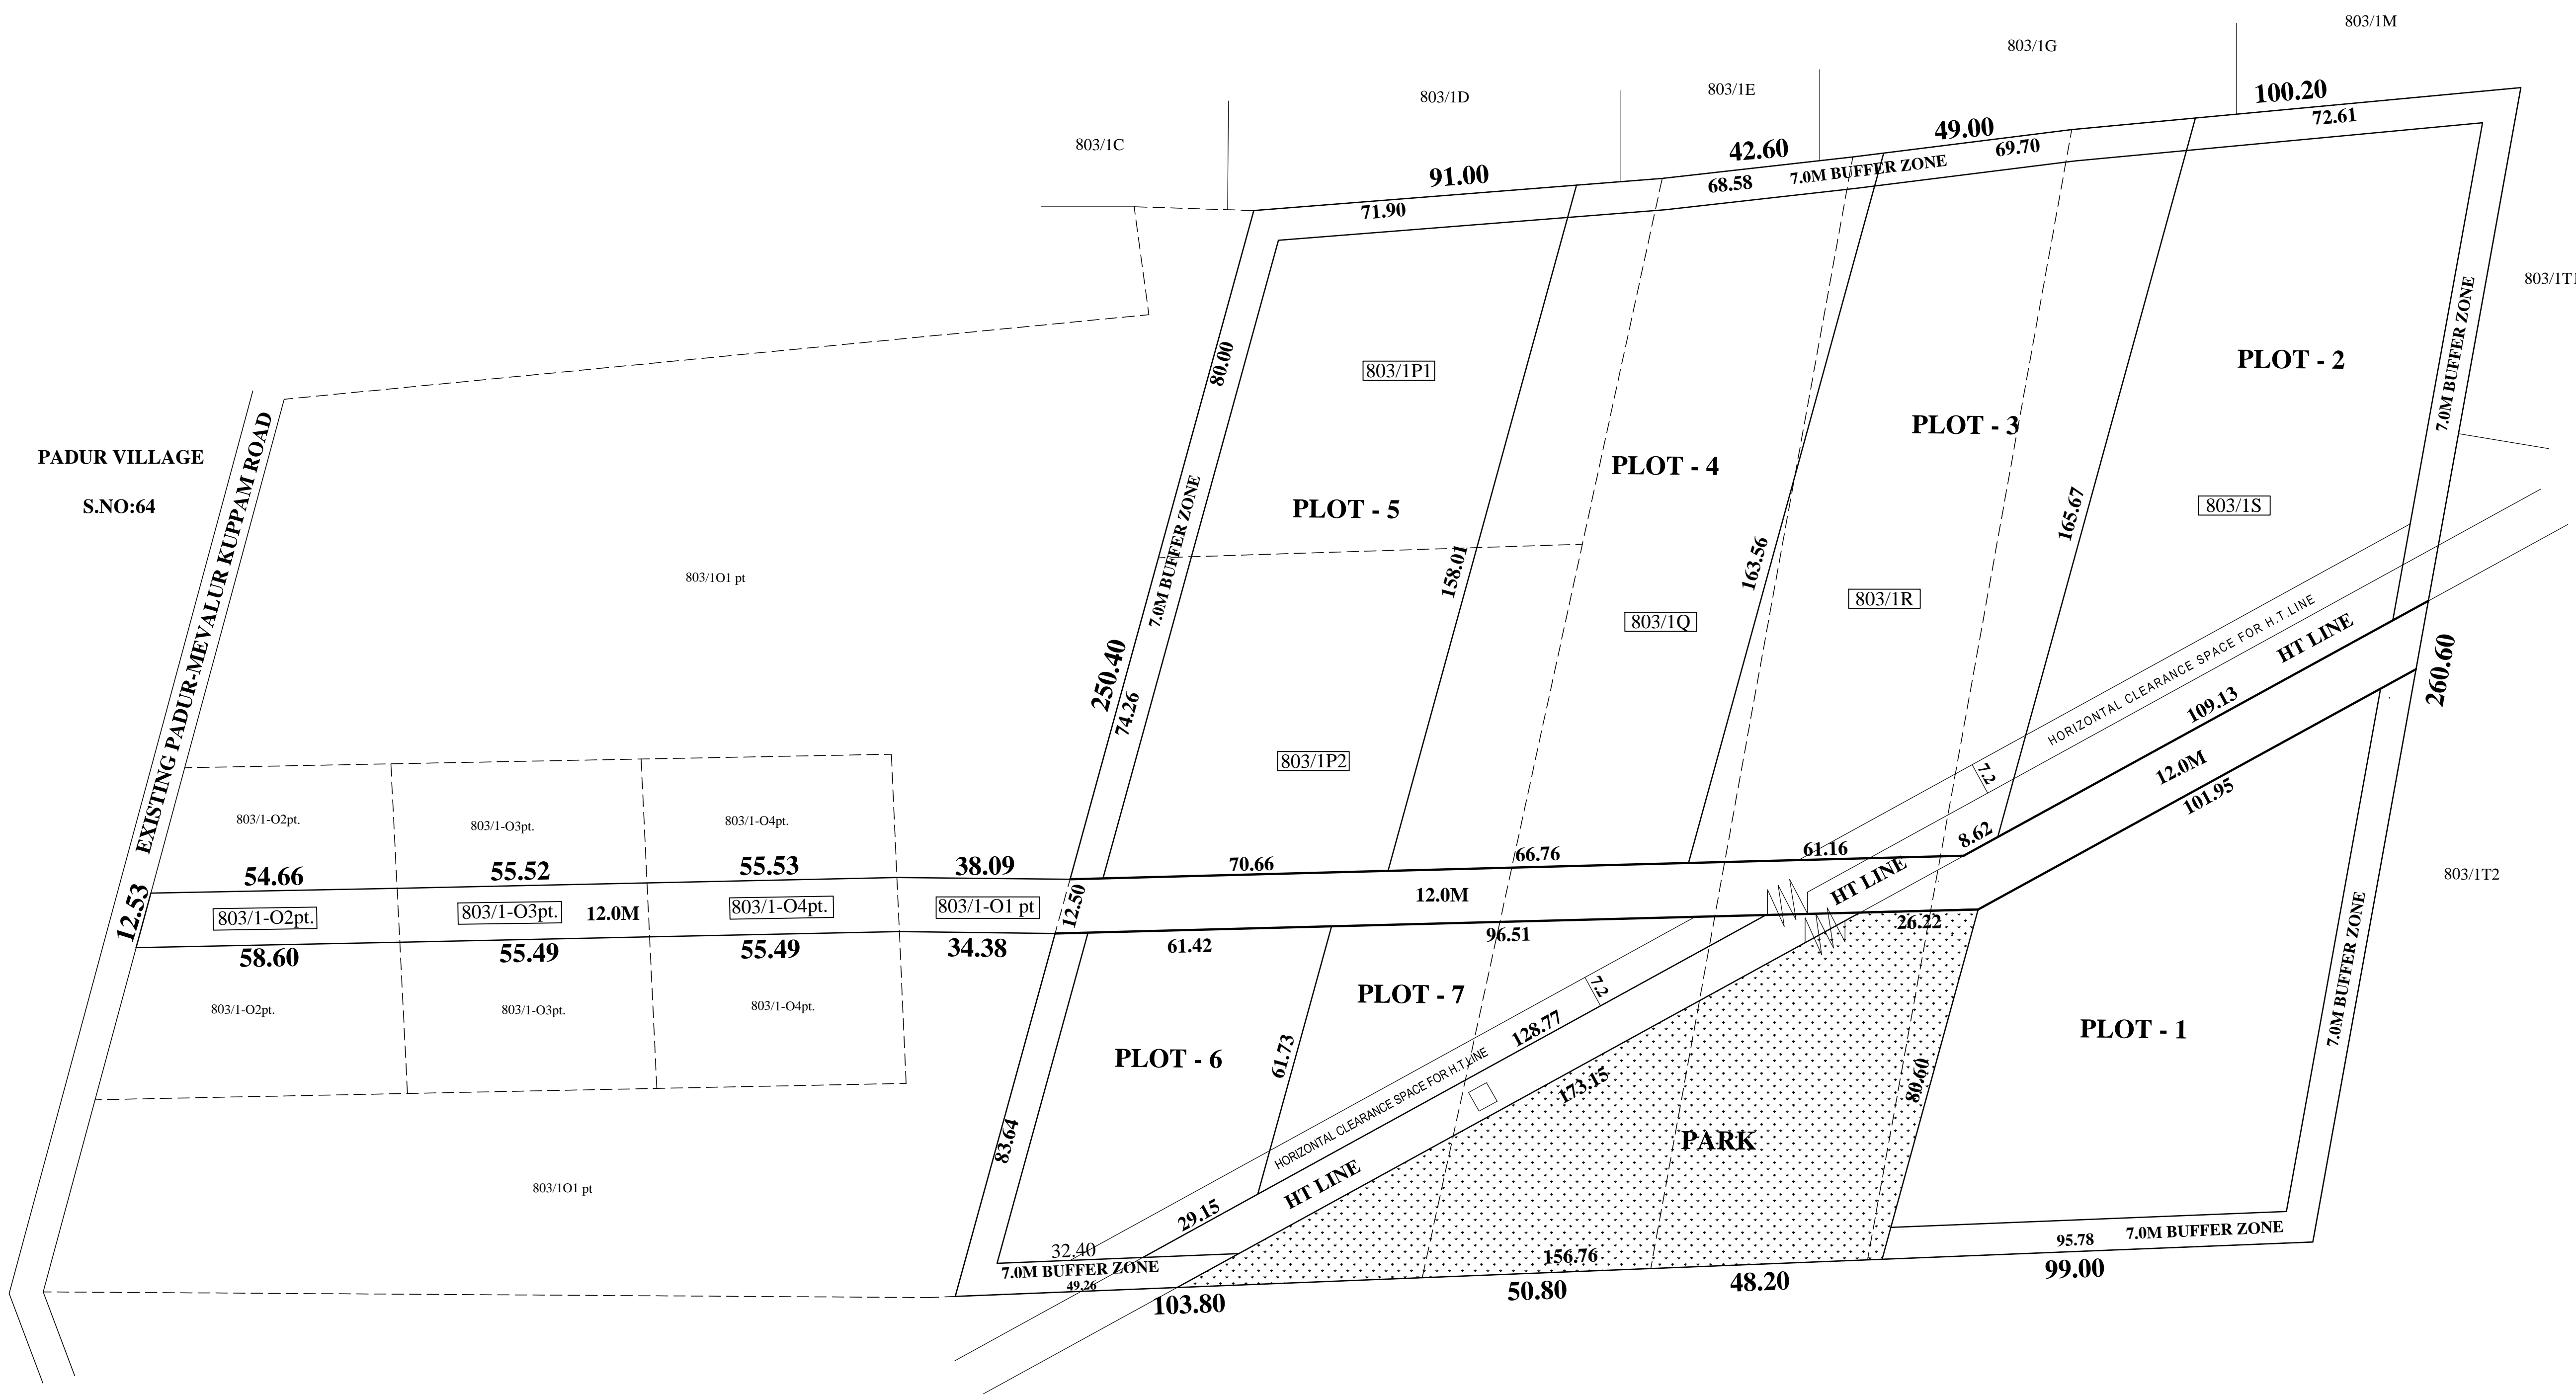 803/1M
803/1G
803/1E
803/1D
803/1C
100.20
72.61
49.00
69.70
42.60
68.58
7.0M BUFFER ZONE
91.00
71.90
803/1T1
7.0M BUFFER ZONE
80.00
803/1P1
PLOT - 2
PLOT - 3
PLOT - 4
PLOT - 5
803/1S
PADUR VILLAGE
S.NO:64
EXISTING PADUR-MEVALUR KUPPAM ROAD
7.0M BUFFER ZONE
158.01
163.56
165.67
803/1O1 pt
803/1R
803/1Q
HORIZONTAL CLEARANCE SPACE FOR H.T.LINE
HT LINE
260.60
250.40
74.26
109.13
803/1P2
7.2
12.0M
101.95
803/1-O2pt.
803/1-O3pt.
803/1-O4pt.
8.62
61.16
66.76
70.66
54.66
55.52
55.53
38.09
HT LINE
803/1T2
12.53
803/1-O2pt.
803/1-O3pt.
12.0M
803/1-O4pt.
803/1-O1 pt
12.50
12.0M
26.22
58.60
55.49
55.49
34.38
61.42
96.51
7.0M BUFFER ZONE
803/1-O2pt.
803/1-O3pt.
803/1-O4pt.
PLOT - 7
7.2
128.77
PLOT - 1
PLOT - 6
61.73
HORIZONTAL CLEARANCE SPACE FOR H.T.LINE
173.15
80.60
83.64
PARK
803/1O1 pt
HT LINE
29.15
32.40
7.0M BUFFER ZONE
49.26
156.76
95.78
7.0M BUFFER ZONE
103.80
50.80
48.20
99.00